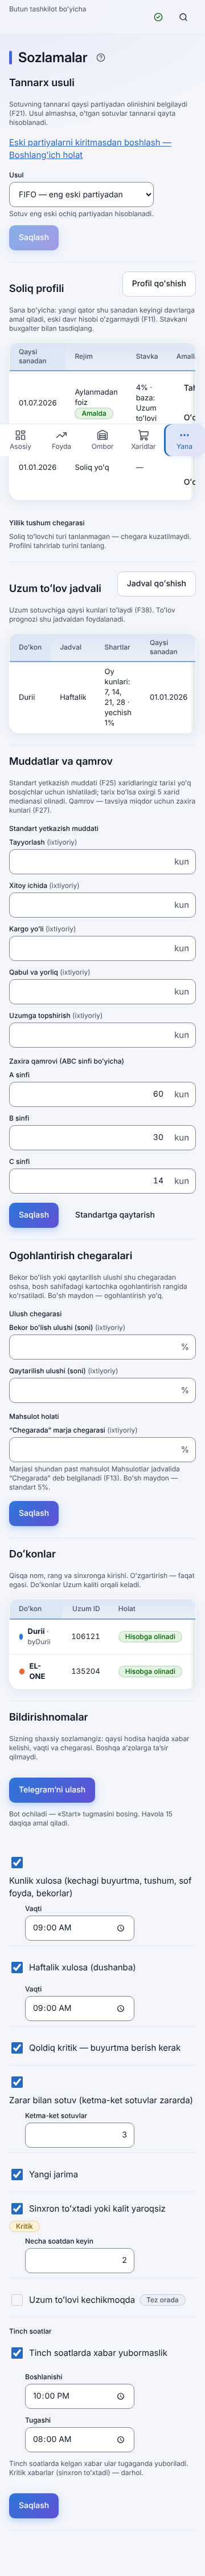 Butun tashkilot bo‘yicha
Sozlamalar
Tannarx usuli
Sotuvning tannarxi qaysi partiyadan olinishini belgilaydi
(F21). Usul almashsa, o‘tgan sotuvlar tannarxi qayta
hisoblanadi.
Eski partiyalarni kiritmasdan boshlash —
Boshlang‘ich holat
Usul
FIFO — eng eski partiyadan
Sotuv eng eski ochiq partiyadan hisoblanadi.
Saqlash
Soliq profili
Profil qo‘shish
Sana bo‘yicha: yangi qator shu sanadan keyingi davrlarga
amal qiladi, eski davr hisobi o‘zgarmaydi (F11). Stavkani
buxgalter bilan tasdiqlang.
Qaysi sanadan Rejim Stavka Amalla
01.07.2026 Aylanmadan foiz Amalda 4% · baza: Uzum to‘lovi Tah
O‘c
Asosiy Foyda Ombor Xaridlar Yana
01.01.2026 Soliq yo‘q —
O‘c
Yillik tushum chegarasi
Soliq to‘lovchi turi tanlanmagan — chegara kuzatilmaydi.
Profilni tahrirlab turini tanlang.
Uzum to‘lov jadvali
Jadval qo‘shish
Uzum sotuvchiga qaysi kunlari to‘laydi (F38). To‘lov
prognozi shu jadvaldan hisoblanadi.
Do‘kon Jadval Shartlar Qaysi sanadan
Durii Haftalik Oy kunlari: 7, 14, 21, 28 · yechish 1% 01.01.2026
Muddatlar va qamrov
Standart yetkazish muddati (F25) xaridlaringiz tarixi yo‘q
bosqichlar uchun ishlatiladi; tarix bo‘lsa oxirgi 5 xarid
medianasi olinadi. Qamrov — tavsiya miqdor uchun zaxira
kunlari (F27).
Standart yetkazish muddati
Tayyorlash (ixtiyoriy)
kun
Xitoy ichida (ixtiyoriy)
kun
Kargo yo‘li (ixtiyoriy)
kun
Qabul va yorliq (ixtiyoriy)
kun
Uzumga topshirish (ixtiyoriy)
kun
Zaxira qamrovi (ABC sinfi bo‘yicha)
A sinfi
60 kun
B sinfi
30 kun
C sinfi
14 kun
Saqlash Standartga qaytarish
Ogohlantirish chegaralari
Bekor bo‘lish yoki qaytarilish ulushi shu chegaradan
oshsa, bosh sahifadagi kartochka ogohlantirish rangida
ko‘rsatiladi. Bo‘sh maydon — ogohlantirish yo‘q.
Ulush chegarasi
Bekor bo‘lish ulushi (soni) (ixtiyoriy)
%
Qaytarilish ulushi (soni) (ixtiyoriy)
%
Mahsulot holati
“Chegarada” marja chegarasi (ixtiyoriy)
%
Marjasi shundan past mahsulot Mahsulotlar jadvalida
“Chegarada” deb belgilanadi (F13). Bo‘sh maydon —
standart 5%.
Saqlash
Do‘konlar
Qisqa nom, rang va sinxronga kirishi. O‘zgartirish — faqat
egasi. Do‘konlar Uzum kaliti orqali keladi.
Do‘kon Uzum ID Holat
Durii · byDurii 106121 Hisobga olinadi
EL-ONE 135204 Hisobga olinadi
Bildirishnomalar
Sizning shaxsiy sozlamangiz: qaysi hodisa haqida xabar
kelishi, vaqti va chegarasi. Boshqa a’zolarga ta’sir
qilmaydi.
Telegram’ni ulash
Bot ochiladi — «Start» tugmasini bosing. Havola 15
daqiqa amal qiladi.
Kunlik xulosa (kechagi buyurtma, tushum, sof
foyda, bekorlar)
Vaqti
09:00 AM
Haftalik xulosa (dushanba)
Vaqti
09:00 AM
Qoldiq kritik — buyurtma berish kerak
Zarar bilan sotuv (ketma-ket sotuvlar zararda)
Ketma-ket sotuvlar
3
Yangi jarima
Sinxron to‘xtadi yoki kalit yaroqsiz
Kritik
Necha soatdan keyin
2
Uzum to‘lovi kechikmoqda Tez orada
Tinch soatlar
Tinch soatlarda xabar yubormaslik
Boshlanishi
10:00 PM
Tugashi
08:00 AM
Tinch soatlarda kelgan xabar ular tugaganda yuboriladi.
Kritik xabarlar (sinxron to‘xtadi) — darhol.
Saqlash